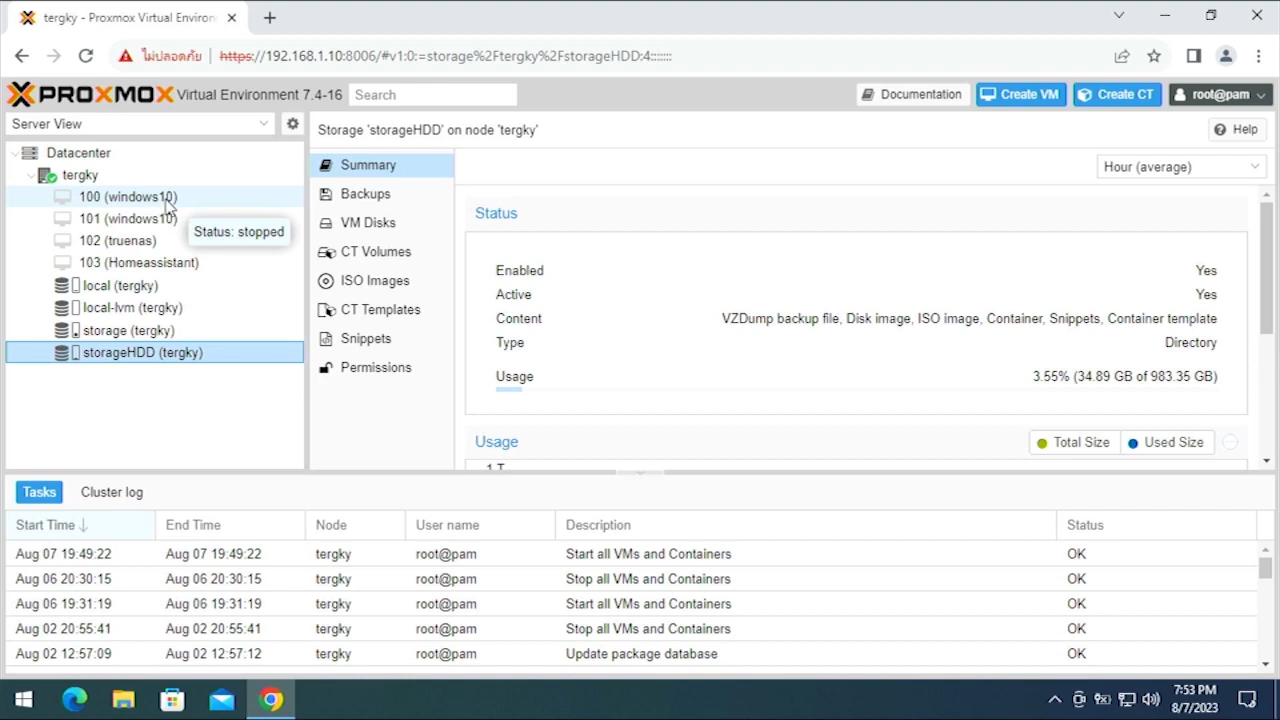 tergky - Proxmox Virtual Environ
ไม่ปลอดภัย https://192.168.1.10:8006/#v1:0:=storage%2Ftergky%2FstorageHDD:4:::::::
PROXMOX Virtual Environment 7.4-16 Search Documentation Create VM Create CT root@pam
Server View
Storage 'storageHDD' on node 'tergky' Help
Datacenter
tergky
100 (windows10)
101 (windows10)
Status: stopped
102 (truenas)
103 (Homeassistant)
local (tergky)
local-lvm (tergky)
storage (tergky)
storageHDD (tergky)
Summary
Backups
VM Disks
CT Volumes
ISO Images
CT Templates
Snippets
Permissions
Hour (average)
Status
Enabled Yes
Active Yes
Content VZDump backup file, Disk image, ISO image, Container, Snippets, Container template
Type Directory
Usage 3.55% (34.89 GB of 983.35 GB)
Usage Total Size Used Size
1 T
Tasks Cluster log
Start Time End Time Node User name Description Status
Aug 07 19:49:22 Aug 07 19:49:22 tergky root@pam Start all VMs and Containers OK
Aug 06 20:30:15 Aug 06 20:30:15 tergky root@pam Stop all VMs and Containers OK
Aug 06 19:31:19 Aug 06 19:31:19 tergky root@pam Start all VMs and Containers OK
Aug 02 20:55:41 Aug 02 20:55:41 tergky root@pam Stop all VMs and Containers OK
Aug 02 12:57:09 Aug 02 12:57:12 tergky root@pam Update package database OK
7:53 PM
8/7/2023